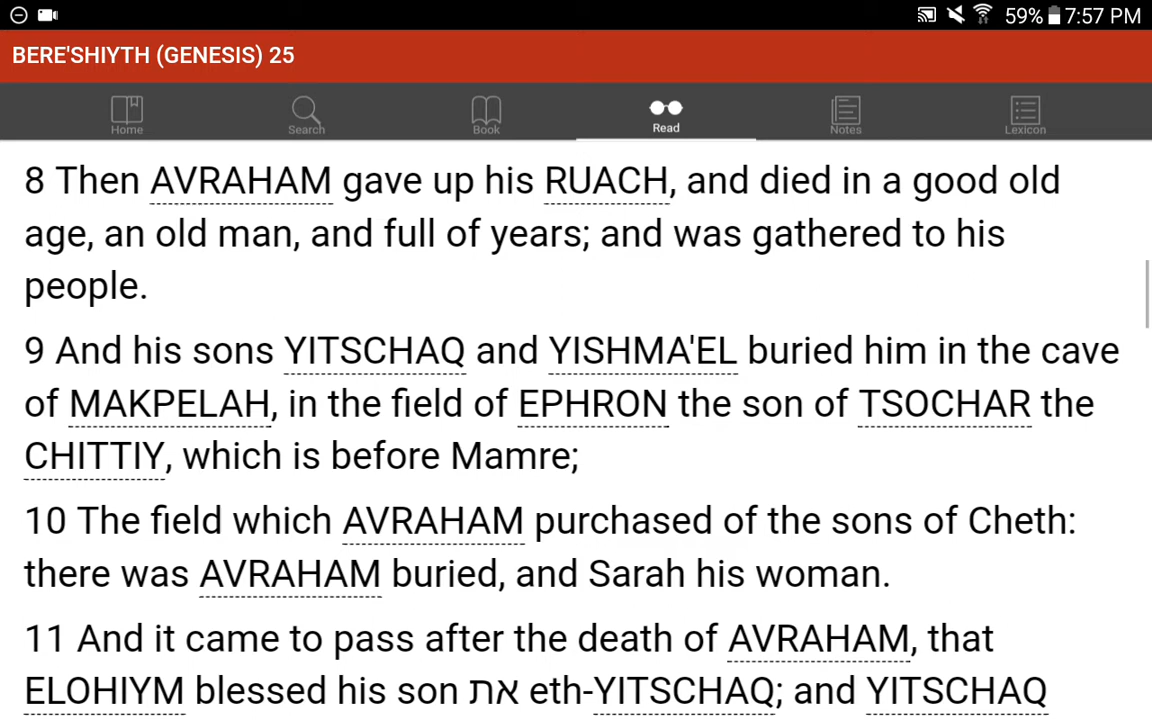 59% 7:57 PM
BERE'SHIYTH (GENESIS) 25
Home Search Book Read Notes Lexicon
8 Then AVRAHAM gave up his RUACH, and died in a good old
age, an old man, and full of years; and was gathered to his
people.
9 And his sons YITSCHAQ and YISHMA'EL buried him in the cave
of MAKPELAH, in the field of EPHRON the son of TSOCHAR the
CHITTIY, which is before Mamre;
10 The field which AVRAHAM purchased of the sons of Cheth:
there was AVRAHAM buried, and Sarah his woman.
11 And it came to pass after the death of AVRAHAM, that
ELOHIYM blessed his son את eth-YITSCHAQ; and YITSCHAQ